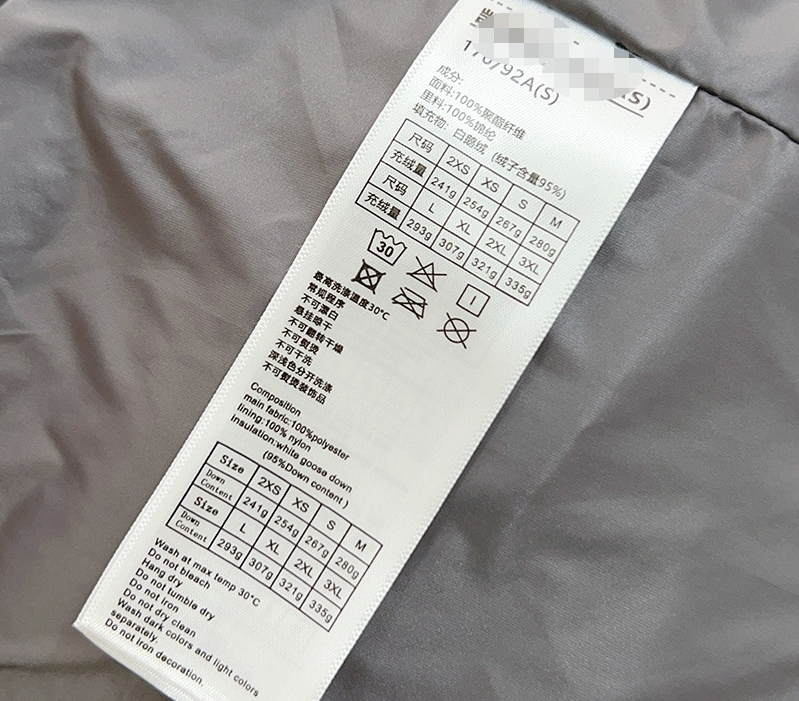 170/92A(S)
S)
成分:
面料:100%聚酯纤维
里料:100%锦纶
填充物: 白鹅绒 (绒子含量95%)
尺码 2XS XS S M
充绒量 241g 254g 267g 280g
尺码 L XL 2XL 3XL
充绒量 293g 307g 321g 335g
30
最高洗涤温度30℃
常规程序
不可漂白
悬挂晾干
不可翻转干燥
不可熨烫
不可干洗
深浅色分开洗涤
不可熨烫装饰品
Composition
main fabric:100%polyester
lining:100% nylon
insulation:white goose down
(95%Down content )
Size 2XS XS S M
Down Content 241g 254g 267g 280g
Size L XL 2XL 3XL
Down Content 293g 307g 321g 335g
Wash at max temp 30℃
Do not bleach
Hang dry
Do not tumble dry
Do not iron
Do not dry clean
Wash dark colors and light colors
separately.
Do not iron decoration.